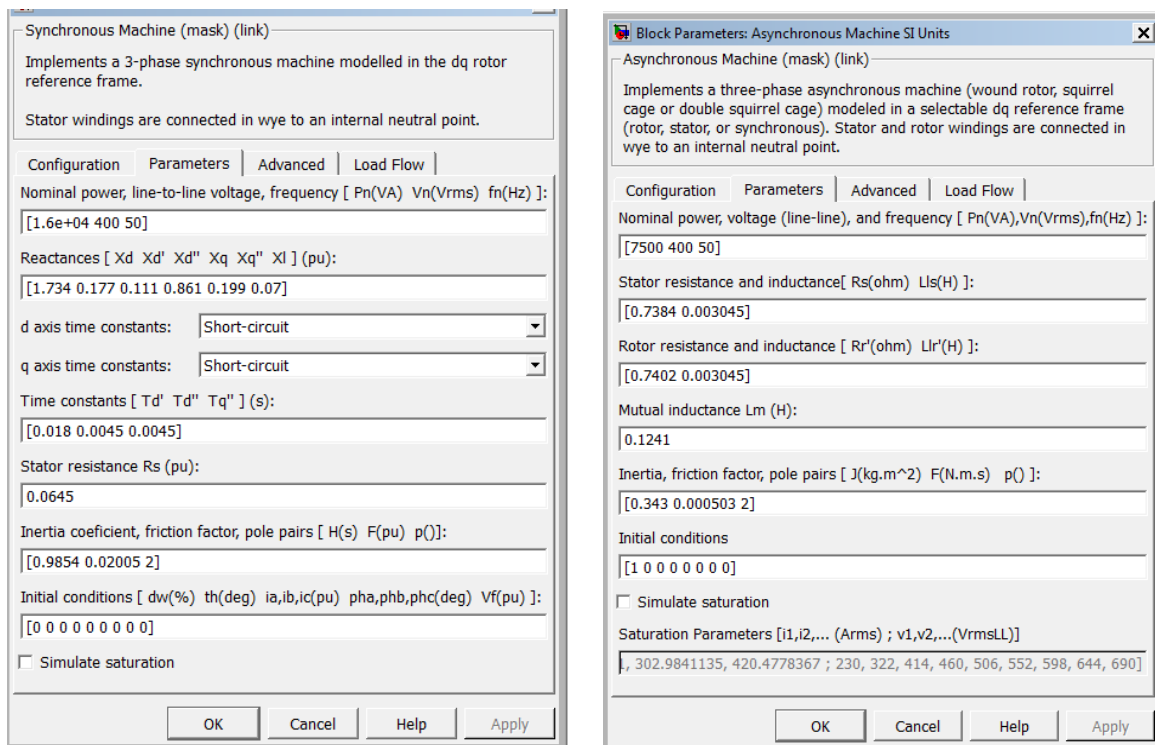 Synchronous Machine (mask) (link)
Implements a 3-phase synchronous machine modelled in the dq rotor
reference frame.
Stator windings are connected in wye to an internal neutral point.
Configuration Parameters Advanced Load Flow
Nominal power, line-to-line voltage, frequency [ Pn(VA) Vn(Vrms) fn(Hz) ]:
[1.6e+04 400 50]
Reactances [ Xd Xd' Xd'' Xq Xq'' Xl ] (pu):
[1.734 0.177 0.111 0.861 0.199 0.07]
d axis time constants: Short-circuit
q axis time constants: Short-circuit
Time constants [ Td' Td'' Tq'' ] (s):
[0.018 0.0045 0.0045]
Stator resistance Rs (pu):
0.0645
Inertia coeficient, friction factor, pole pairs [ H(s) F(pu) p()]:
[0.9854 0.02005 2]
Initial conditions [ dw(%) th(deg) ia,ib,ic(pu) pha,phb,phc(deg) Vf(pu) ]:
[0 0 0 0 0 0 0 0 0]
Simulate saturation
OK Cancel Help Apply
Block Parameters: Asynchronous Machine SI Units
Asynchronous Machine (mask) (link)
Implements a three-phase asynchronous machine (wound rotor, squirrel
cage or double squirrel cage) modeled in a selectable dq reference frame
(rotor, stator, or synchronous). Stator and rotor windings are connected in
wye to an internal neutral point.
Configuration Parameters Advanced Load Flow
Nominal power, voltage (line-line), and frequency [ Pn(VA),Vn(Vrms),fn(Hz) ]:
[7500 400 50]
Stator resistance and inductance[ Rs(ohm) Lls(H) ]:
[0.7384 0.003045]
Rotor resistance and inductance [ Rr'(ohm) Llr'(H) ]:
[0.7402 0.003045]
Mutual inductance Lm (H):
0.1241
Inertia, friction factor, pole pairs [ J(kg.m^2) F(N.m.s) p() ]:
[0.343 0.000503 2]
Initial conditions
[1 0 0 0 0 0 0 0]
Simulate saturation
Saturation Parameters [i1,i2,... (Arms) ; v1,v2,...(VrmsLL)]
, 302.9841135, 420.4778367 ; 230, 322, 414, 460, 506, 552, 598, 644, 690]
OK Cancel Help Apply